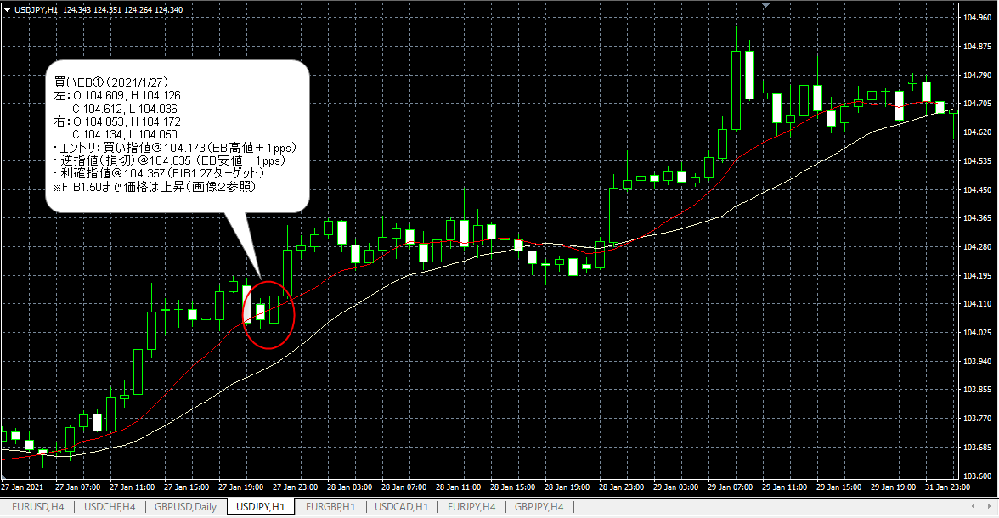 USDJPY,H1 124.343 124.351 124.264 124.340
買いEB①（2021/1/27）
左：O 104.609, H 104.126
C 104.612, L 104.036
右：O 104.053, H 104.172
C 104.134, L 104.050
・エントリ：買い指値@104.173（EB高値＋1pps）
・逆指値（損切）@104.035 （EB安値－1pps）
・利確指値@104.357（FIB1.27ターゲット）
※FIB1.50まで価格は上昇（画像２参照）
104.960
104.875
104.790
104.705
104.620
104.535
104.450
104.365
104.280
104.195
104.110
104.025
103.940
103.855
103.770
103.685
103.600
27 Jan 2021 27 Jan 07:00 27 Jan 11:00 27 Jan 15:00 27 Jan 19:00 27 Jan 23:00 28 Jan 03:00 28 Jan 07:00 28 Jan 11:00 28 Jan 15:00 28 Jan 19:00 28 Jan 23:00 29 Jan 03:00 29 Jan 07:00 29 Jan 11:00 29 Jan 15:00 29 Jan 19:00 31 Jan 23:00
EURUSD,H4 USDCHF,H4 GBPUSD,Daily USDJPY,H1 EURGBP,H1 USDCAD,H1 EURJPY,H4 GBPJPY,H4